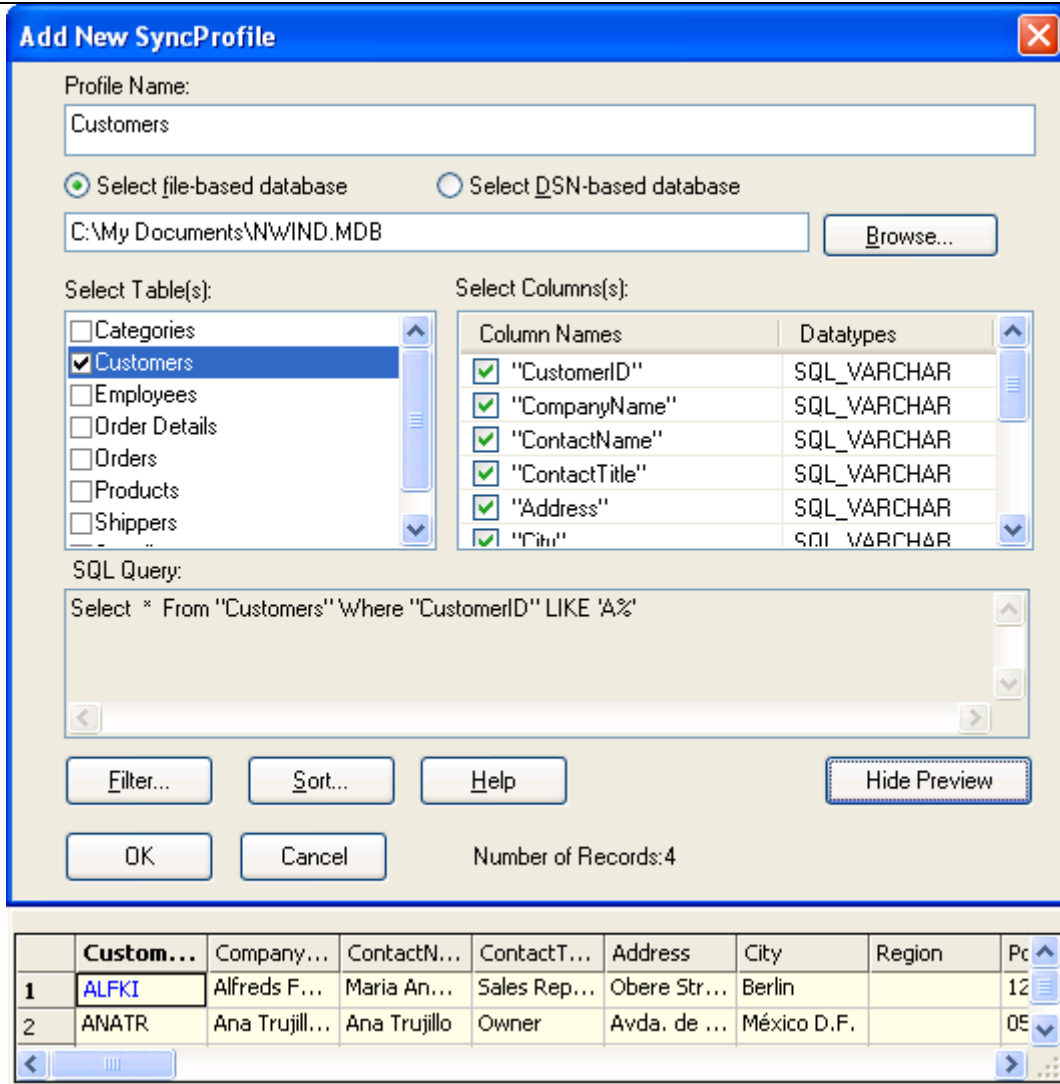 Add New SyncProfile
Profile Name:
Customers
Select file-based database Select DSN-based database
C:\My Documents\NWIND.MDB Browse...
Select Table(s): Select Columns(s):
Categories
Customers
Employees
Order Details
Orders
Products
Shippers
Column Names Datatypes
"CustomerID" SQL_VARCHAR
"CompanyName" SQL_VARCHAR
"ContactName" SQL_VARCHAR
"ContactTitle" SQL_VARCHAR
"Address" SQL_VARCHAR
"City" SQL_VARCHAR
SQL Query:
Select * From "Customers" Where "CustomerID" LIKE 'A%'
Filter... Sort... Help Hide Preview
OK Cancel Number of Records:4
Custom... Company... ContactN... ContactT... Address City Region
1 ALFKI Alfreds F... Maria An... Sales Rep... Obere Str... Berlin 12
2 ANATR Ana Trujill... Ana Trujillo Owner Avda. de ... México D.F. 05